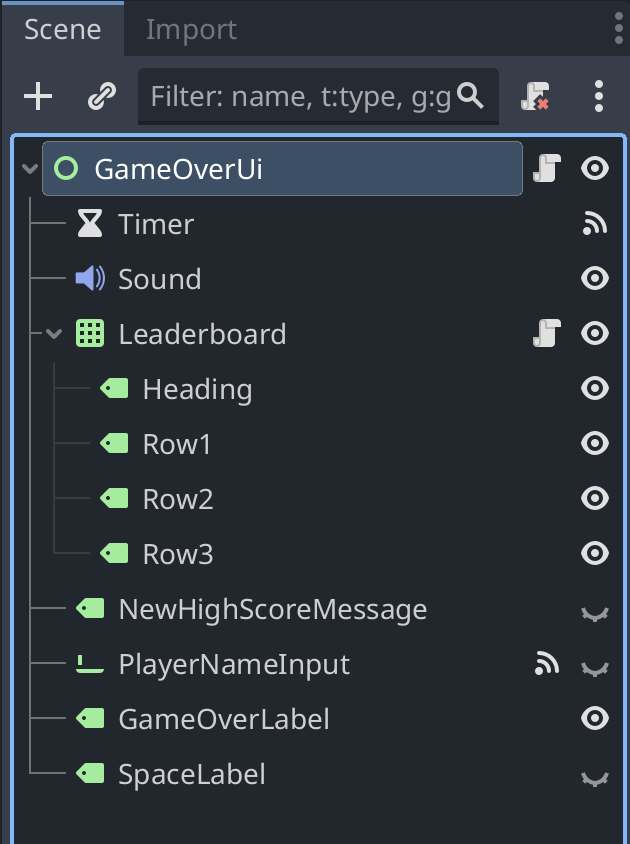 Scene Import
Filter: name, t:type, g:g
GameOverUi
Timer
Sound
Leaderboard
Heading
Row1
Row2
Row3
NewHighScoreMessage
PlayerNameInput
GameOverLabel
SpaceLabel